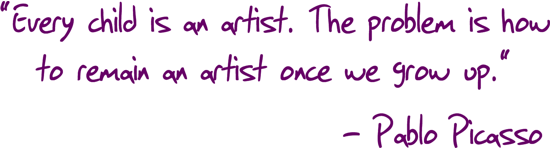 “Every child is an artist. The problem is how
to remain an artist once we grow up.”
– Pablo Picasso